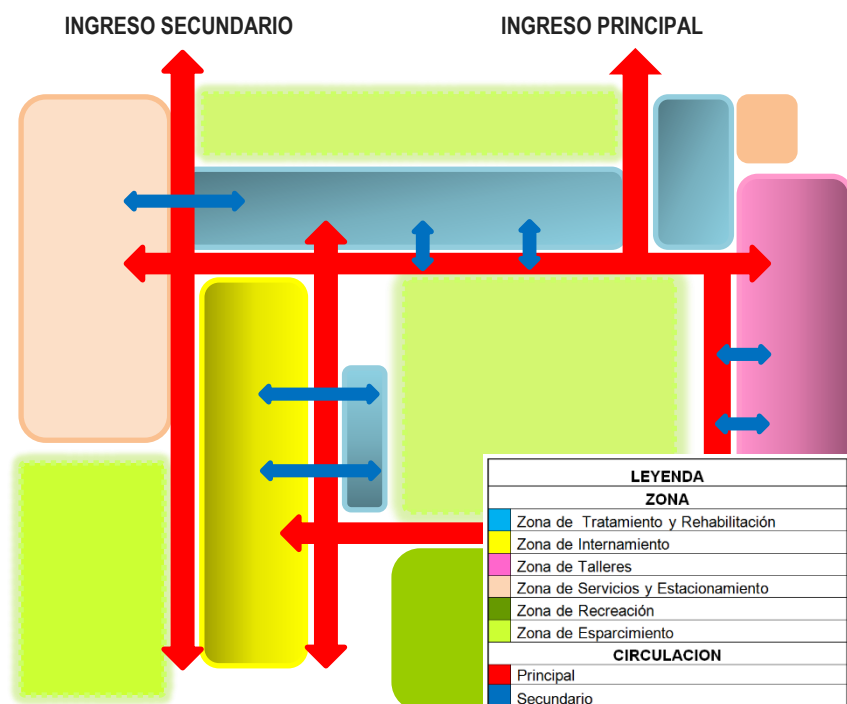 INGRESO SECUNDARIO
INGRESO PRINCIPAL
LEYENDA
ZONA
Zona de Tratamiento y Rehabilitación
Zona de Internamiento
Zona de Talleres
Zona de Servicios y Estacionamiento
Zona de Recreación
Zona de Esparcimiento
CIRCULACION
Principal
Secundario